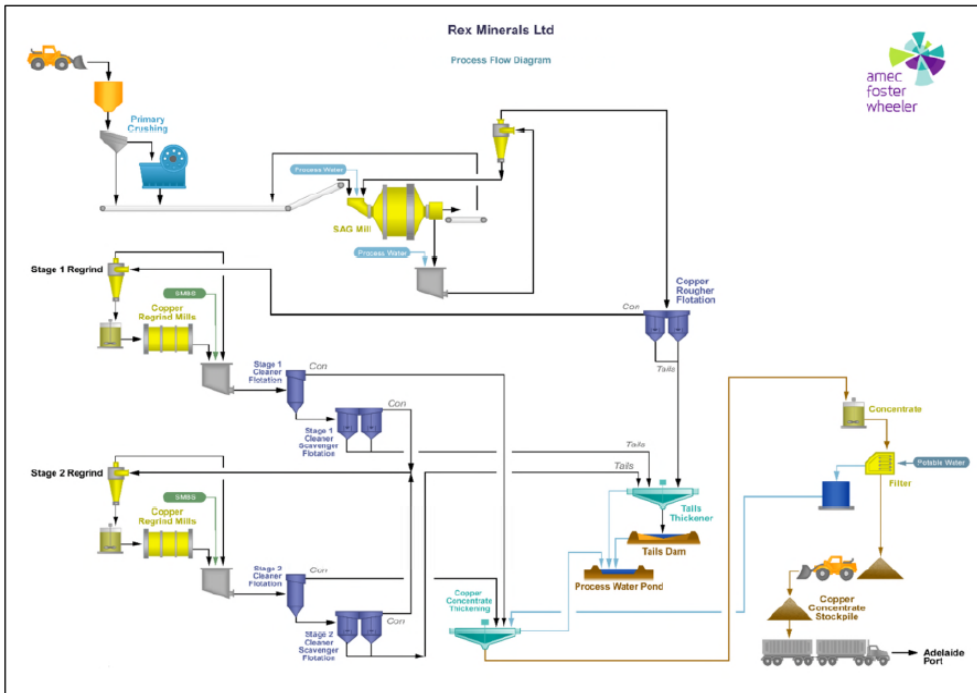 Rex Minerals Ltd
Process Flow Diagram
amec
foster
wheeler
Primary
Crushing
Process Water
SAG Mill
Process Water
Stage 1 Regrind
Copper
Rougher
Flotation
Con
SMBS
Copper
Regrind Mills
Tails
Stage 1
Cleaner
Flotation
Con
Con
Concentrate
Stage 1
Cleaner
Scavenger
Flotation
Tails
Tails
Stage 2 Regrind
Potable Water
Filter
SMBS
Copper
Regrind Mills
Tails
Thickener
Tails Dam
Stage 2
Cleaner
Flotation
Con
Process Water Pond
Copper
Concentrate
Thickening
Copper
Concentrate
Stockpile
Con
Stage 2
Cleaner
Scavenger
Flotation
Adelaide
Port